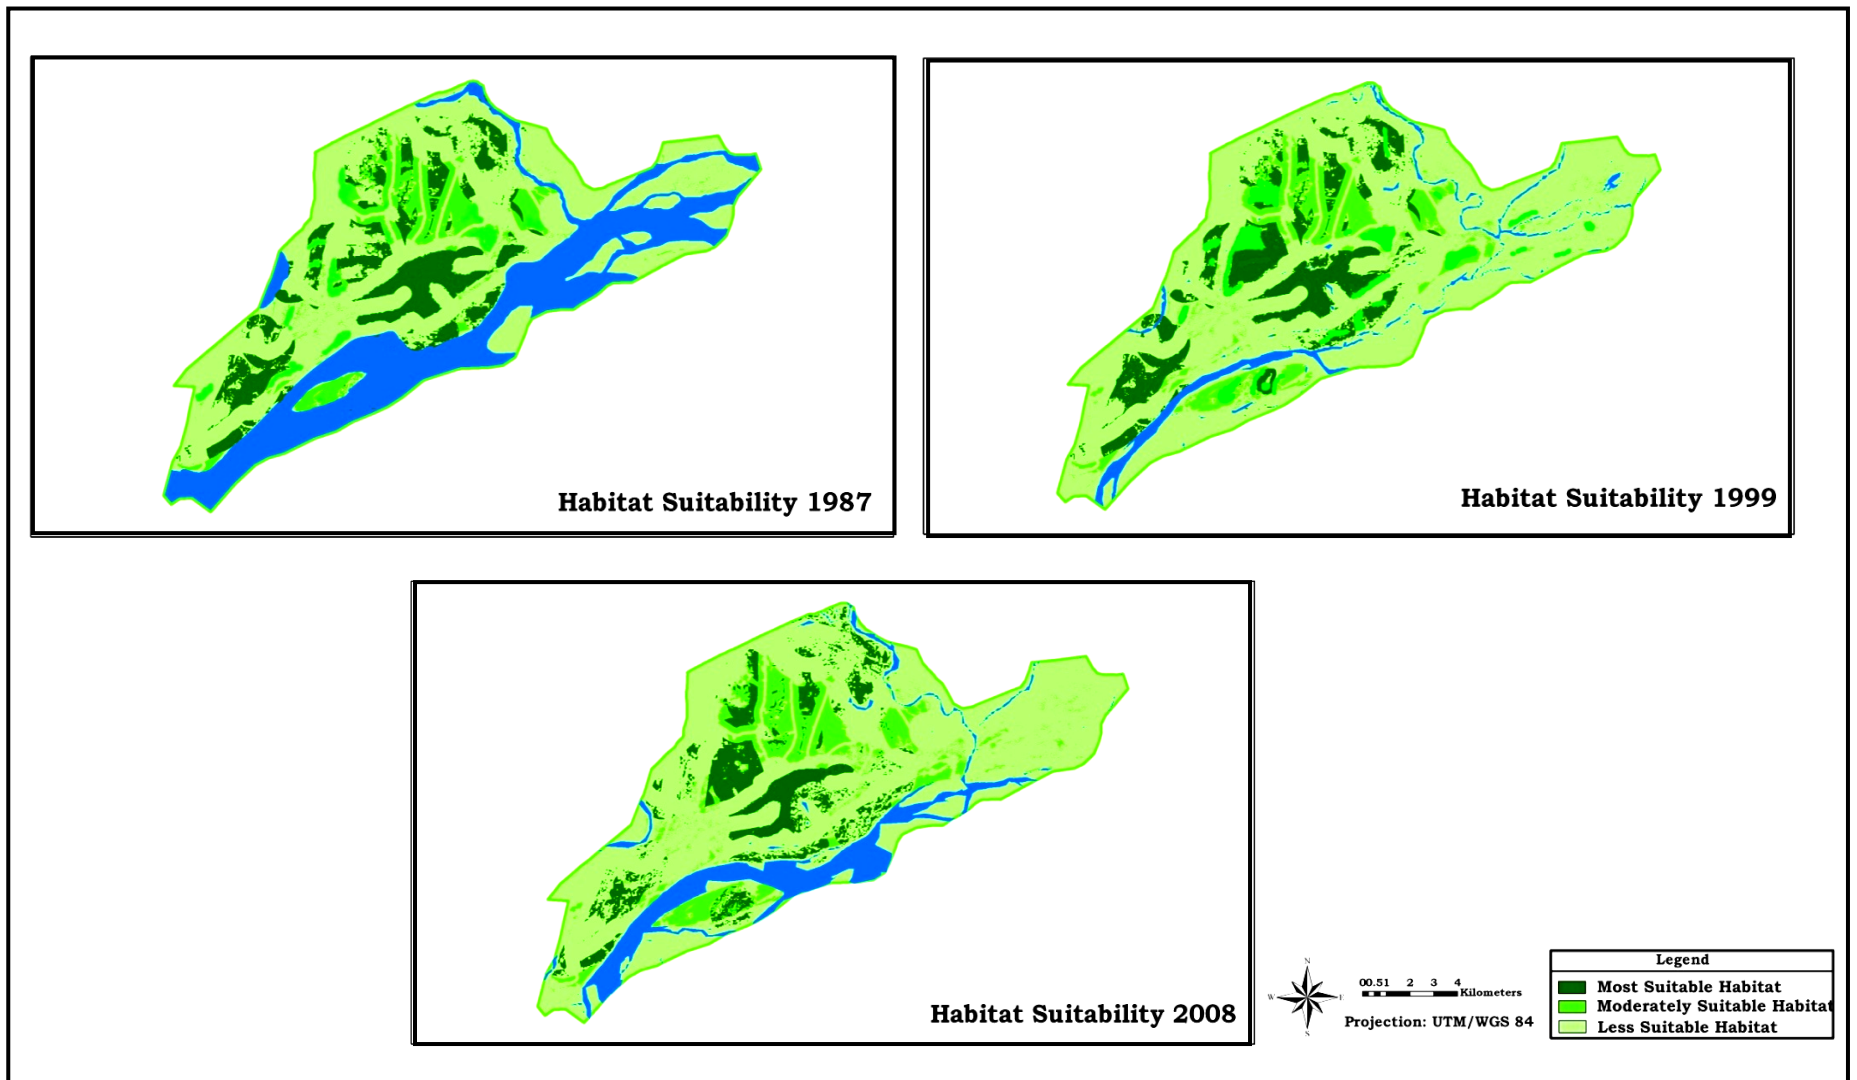 Habitat Suitability 1987
Habitat Suitability 1999
Habitat Suitability 2008
N
W
E
S
00.51 2 3 4
Kilometers
Projection: UTM/WGS 84
Legend
Most Suitable Habitat
Moderately Suitable Habitat
Less Suitable Habitat